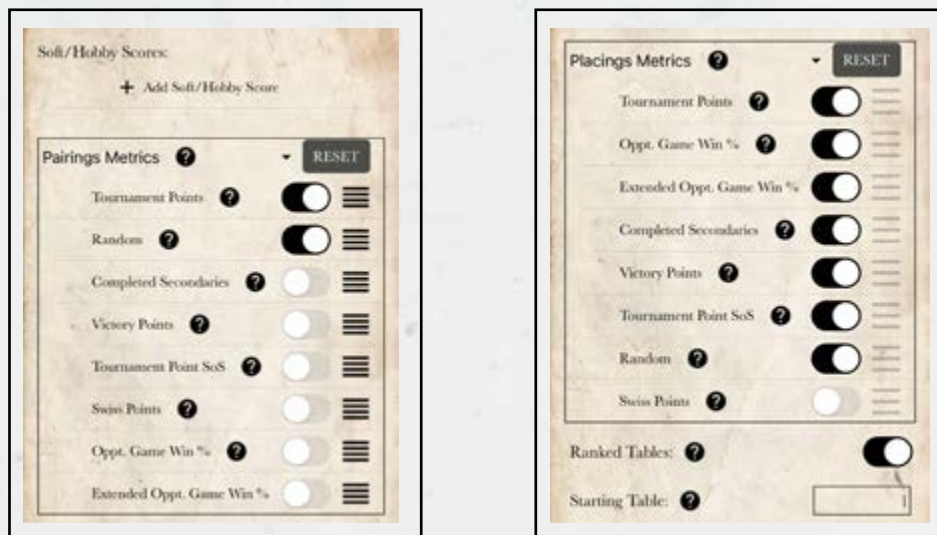 Soft/Hobby Scores:
+ Add Soft/Hobby Score
Pairings Metrics ? RESET
Tournament Points ?
Random ?
Completed Secondaries ?
Victory Points ?
Tournament Point SoS ?
Swiss Points ?
Oppt. Game Win % ?
Extended Oppt. Game Win %
Placings Metrics ? RESET
Tournament Points ?
Oppt. Game Win % ?
Extended Oppt. Game Win %
Completed Secondaries ?
Victory Points ?
Tournament Point SoS ?
Random ?
Swiss Points ?
Ranked Tables: ?
Starting Table: ? 1